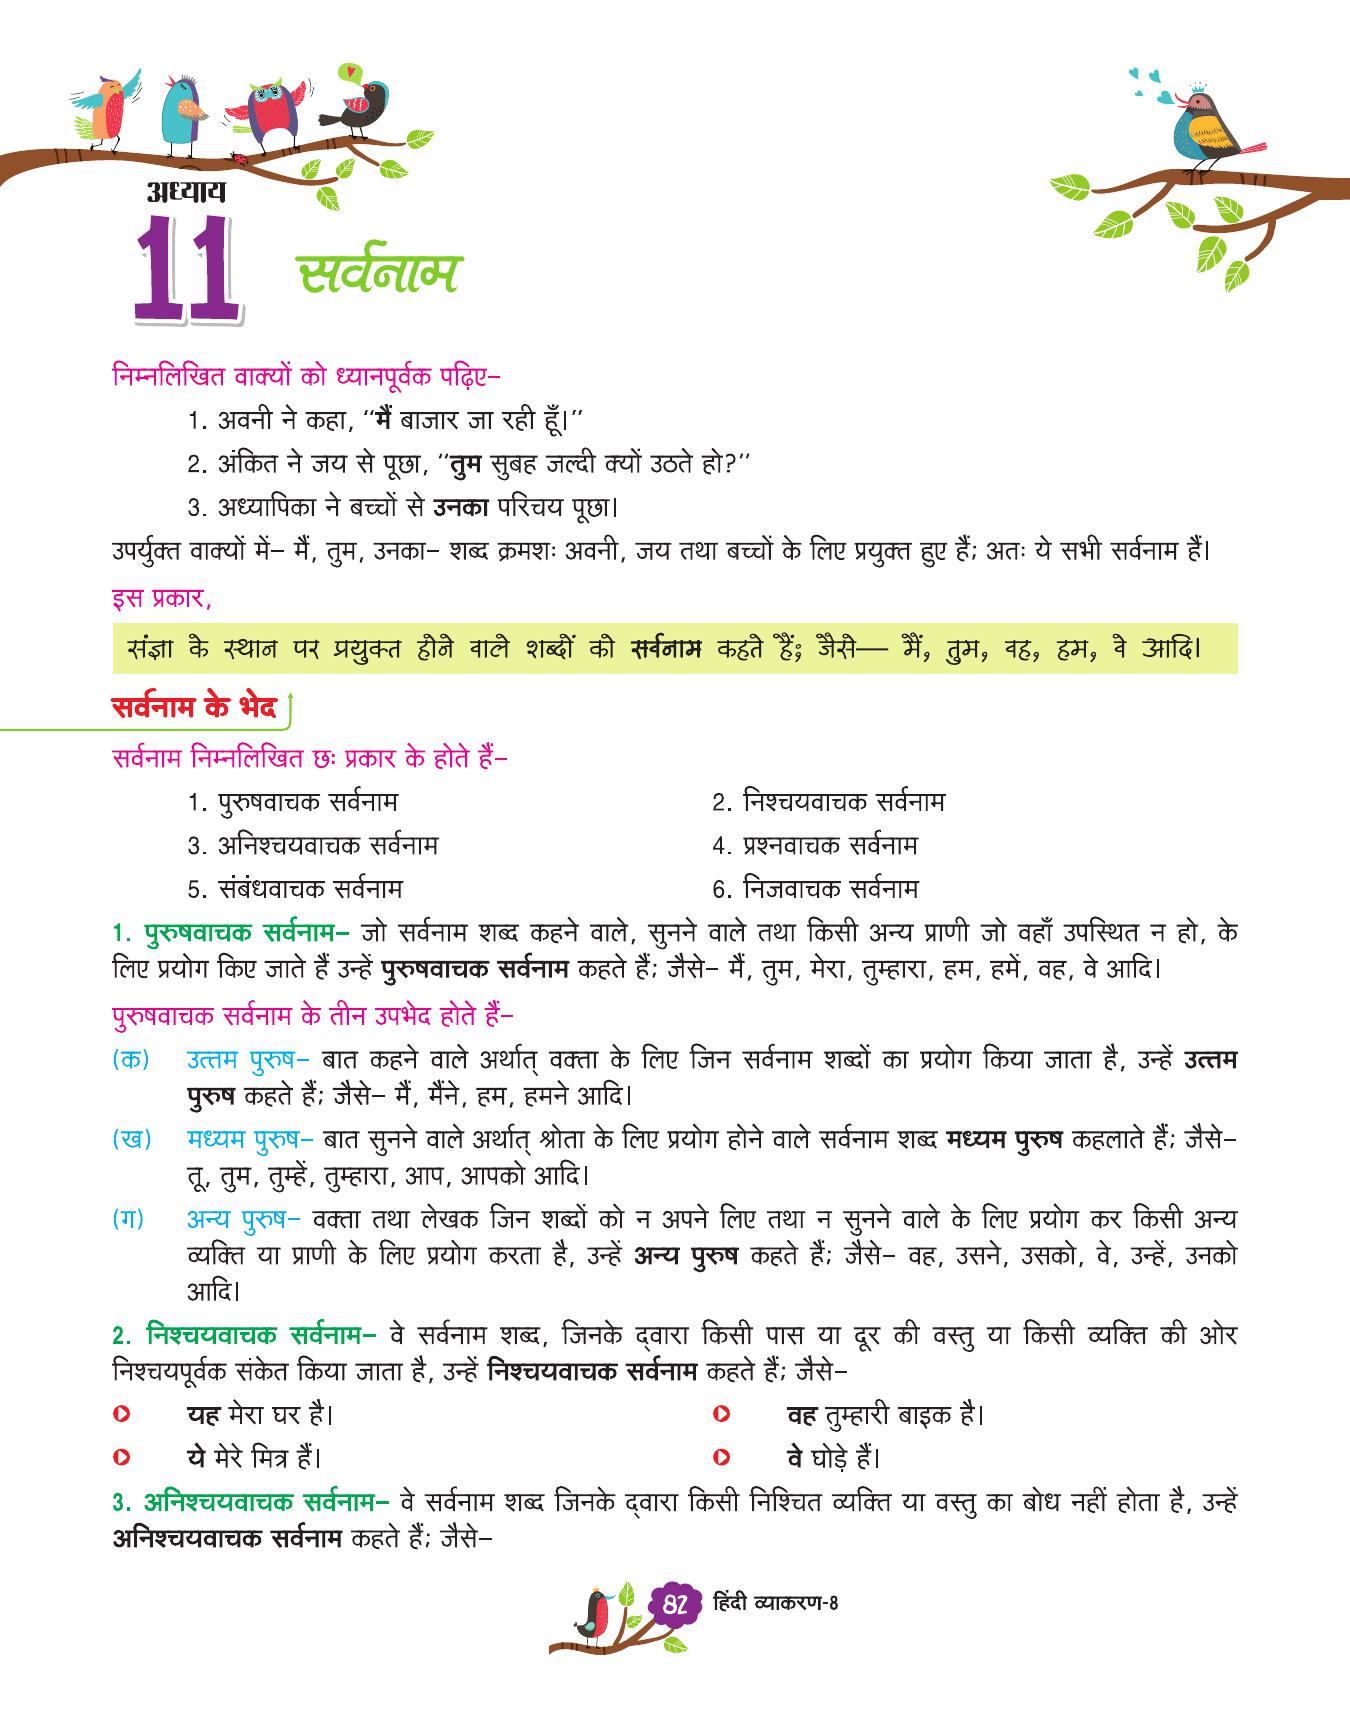 अध्याय
11
सर्वनाम
निम्नलिखित वाक्यों को ध्यानपूर्वक पढ़िए–
1. अवनी ने कहा, ‘‘मैं बाजार जा रही हूँ।’’
2. अंकित ने जय से पूछा, ‘‘तुम सुबह जल्दी क्यों उठते हो?’’
3. अध्यापिका ने बच्चों से उनका परिचय पूछा।
उपर्युक्त वाक्यों में– मैं, तुम, उनका– शब्द क्रमशः अवनी, जय तथा बच्चों के लिए प्रयुक्त हुए हैं; अतः ये सभी सर्वनाम हैं।
इस प्रकार,
संज्ञा के स्थान पर प्रयुक्त होने वाले शब्दों को सर्वनाम कहते हैं; जैसे— मैं, तुम, वह, हम, वे आदि।
सर्वनाम के भेद
सर्वनाम निम्नलिखित छः प्रकार के होते हैं–
1. पुरुषवाचक सर्वनाम 2. निश्चयवाचक सर्वनाम
3. अनिश्चयवाचक सर्वनाम 4. प्रश्नवाचक सर्वनाम
5. संबंधवाचक सर्वनाम 6. निजवाचक सर्वनाम
1. पुरुषवाचक सर्वनाम– जो सर्वनाम शब्द कहने वाले, सुनने वाले तथा किसी अन्य प्राणी जो वहाँ उपस्थित न हो, के
लिए प्रयोग किए जाते हैं उन्हें पुरुषवाचक सर्वनाम कहते हैं; जैसे– मैं, तुम, मेरा, तुम्हारा, हम, हमें, वह, वे आदि।
पुरुषवाचक सर्वनाम के तीन उपभेद होते हैं–
(क) उत्तम पुरुष– बात कहने वाले अर्थात् वक्ता के लिए जिन सर्वनाम शब्दों का प्रयोग किया जाता है, उन्हें उत्तम
पुरुष कहते हैं; जैसे– मैं, मैंने, हम, हमने आदि।
(ख) मध्यम पुरुष– बात सुनने वाले अर्थात् श्रोता के लिए प्रयोग होने वाले सर्वनाम शब्द मध्यम पुरुष कहलाते हैं; जैसे–
तू, तुम, तुम्हें, तुम्हारा, आप, आपको आदि।
(ग) अन्य पुरुष– वक्ता तथा लेखक जिन शब्दों को न अपने लिए तथा न सुनने वाले के लिए प्रयोग कर किसी अन्य
व्यक्ति या प्राणी के लिए प्रयोग करता है, उन्हें अन्य पुरुष कहते हैं; जैसे– वह, उसने, उसको, वे, उन्हें, उनको
आदि।
2. निश्चयवाचक सर्वनाम– वे सर्वनाम शब्द, जिनके द्‌वारा किसी पास या दूर की वस्तु या किसी व्यक्ति की ओर
निश्चयपूर्वक संकेत किया जाता है, उन्हें निश्चयवाचक सर्वनाम कहते हैं; जैसे–
यह मेरा घर है। वह तुम्हारी बाइक है।
ये मेरे मित्र हैं। वे घोड़े हैं।
3. अनिश्चयवाचक सर्वनाम– वे सर्वनाम शब्द जिनके द्‌वारा किसी निश्चित व्यक्ति या वस्तु का बोध नहीं होता है, उन्हें
अनिश्चयवाचक सर्वनाम कहते हैं; जैसे–
82 हिंदी व्याकरण-8